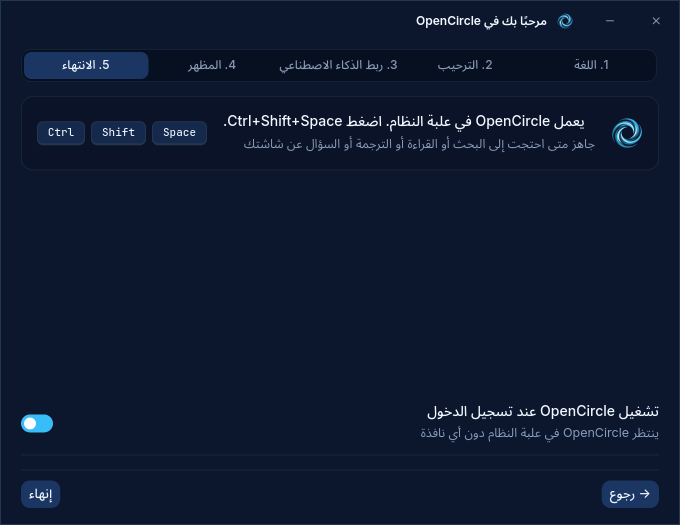 مرحبًا بك في OpenCircle
1. اللغة
2. الترحيب
3. ربط الذكاء الاصطناعي
4. المظهر
5. الانتهاء
يعمل OpenCircle في علبة النظام. اضغط Ctrl+Shift+Space.
جاهز متى احتجت إلى البحث أو القراءة أو الترجمة أو السؤال عن شاشتك
Ctrl Shift Space
تشغيل OpenCircle عند تسجيل الدخول
ينتظر OpenCircle في علبة النظام دون أي نافذة
→ رجوع
إنهاء